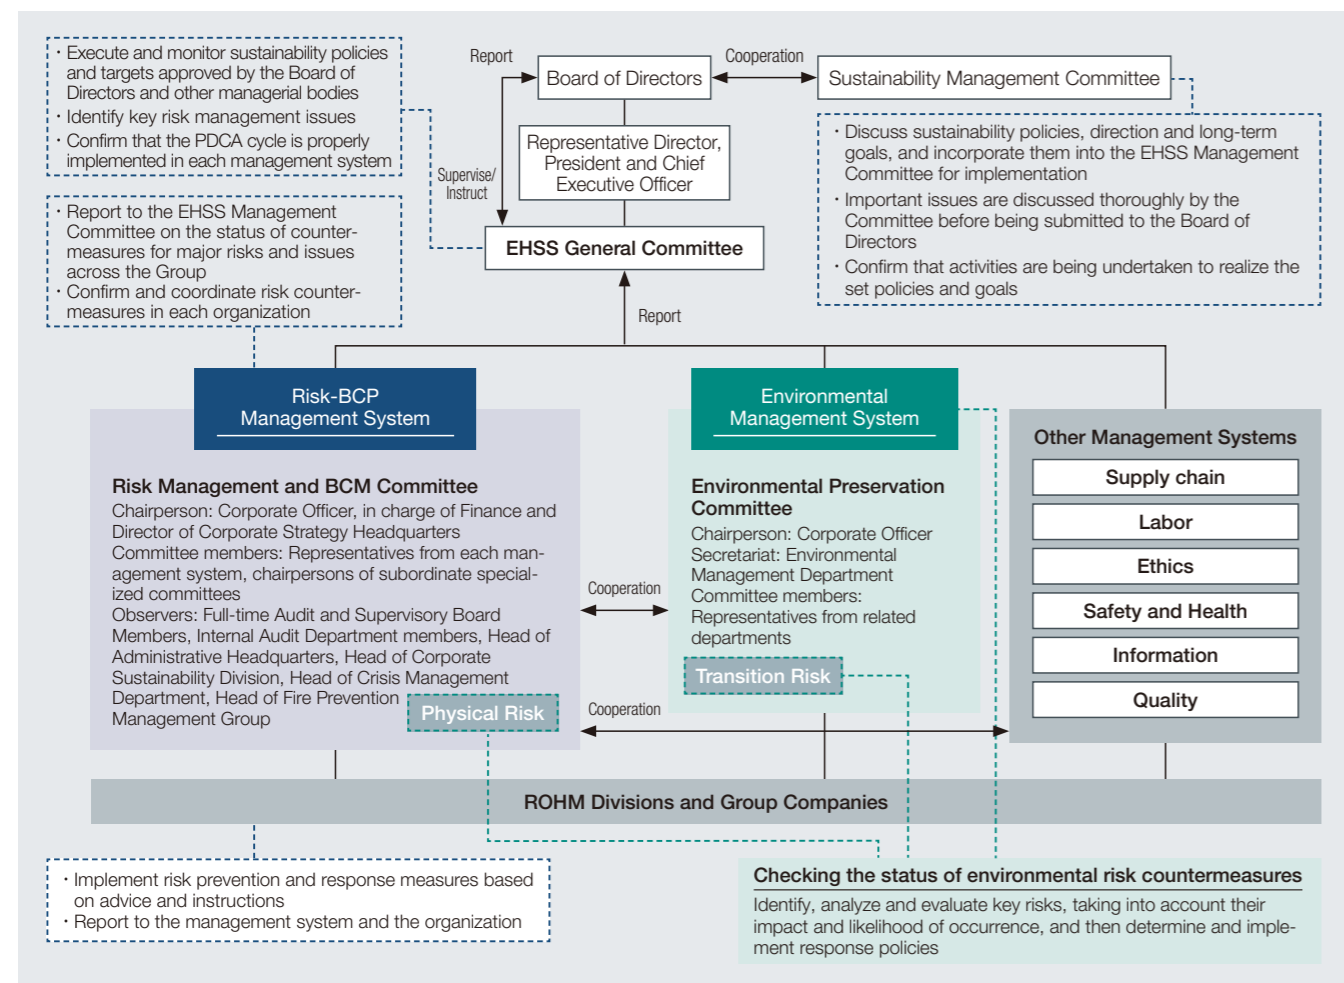 · Execute and monitor sustainability policies
and targets approved by the Board of
Directors and other managerial bodies
· Identify key risk management issues
· Confirm that the PDCA cycle is properly
implemented in each management system
Report
Board of Directors
Cooperation
Sustainability Management Committee
Representative Director,
President and Chief
Executive Officer
Supervise/
Instruct
EHSS General Committee
· Discuss sustainability policies, direction and long-term
goals, and incorporate them into the EHSS Management
Committee for implementation
· Important issues are discussed thoroughly by the
Committee before being submitted to the Board of
Directors
· Confirm that activities are being undertaken to realize the
set policies and goals
· Report to the EHSS Management
Committee on the status of counter-
measures for major risks and issues
across the Group
· Confirm and coordinate risk counter-
measures in each organization
Report
Risk-BCP
Management System
Risk Management and BCM Committee
Chairperson: Corporate Officer, in charge of Finance and
Director of Corporate Strategy Headquarters
Committee members: Representatives from each man-
agement system, chairpersons of subordinate special-
ized committees
Observers: Full-time Audit and Supervisory Board
Members, Internal Audit Department members, Head of
Administrative Headquarters, Head of Corporate
Sustainability Division, Head of Crisis Management
Department, Head of Fire Prevention
Management Group
Physical Risk
Cooperation
Cooperation
Environmental
Management System
Environmental Preservation
Committee
Chairperson: Corporate Officer
Secretariat: Environmental
Management Department
Committee members:
Representatives from related
departments
Transition Risk
Other Management Systems
Supply chain
Labor
Ethics
Safety and Health
Information
Quality
ROHM Divisions and Group Companies
· Implement risk prevention and response measures based
on advice and instructions
· Report to the management system and the organization
Checking the status of environmental risk countermeasures
Identify, analyze and evaluate key risks, taking into account their
impact and likelihood of occurrence, and then determine and imple-
ment response policies